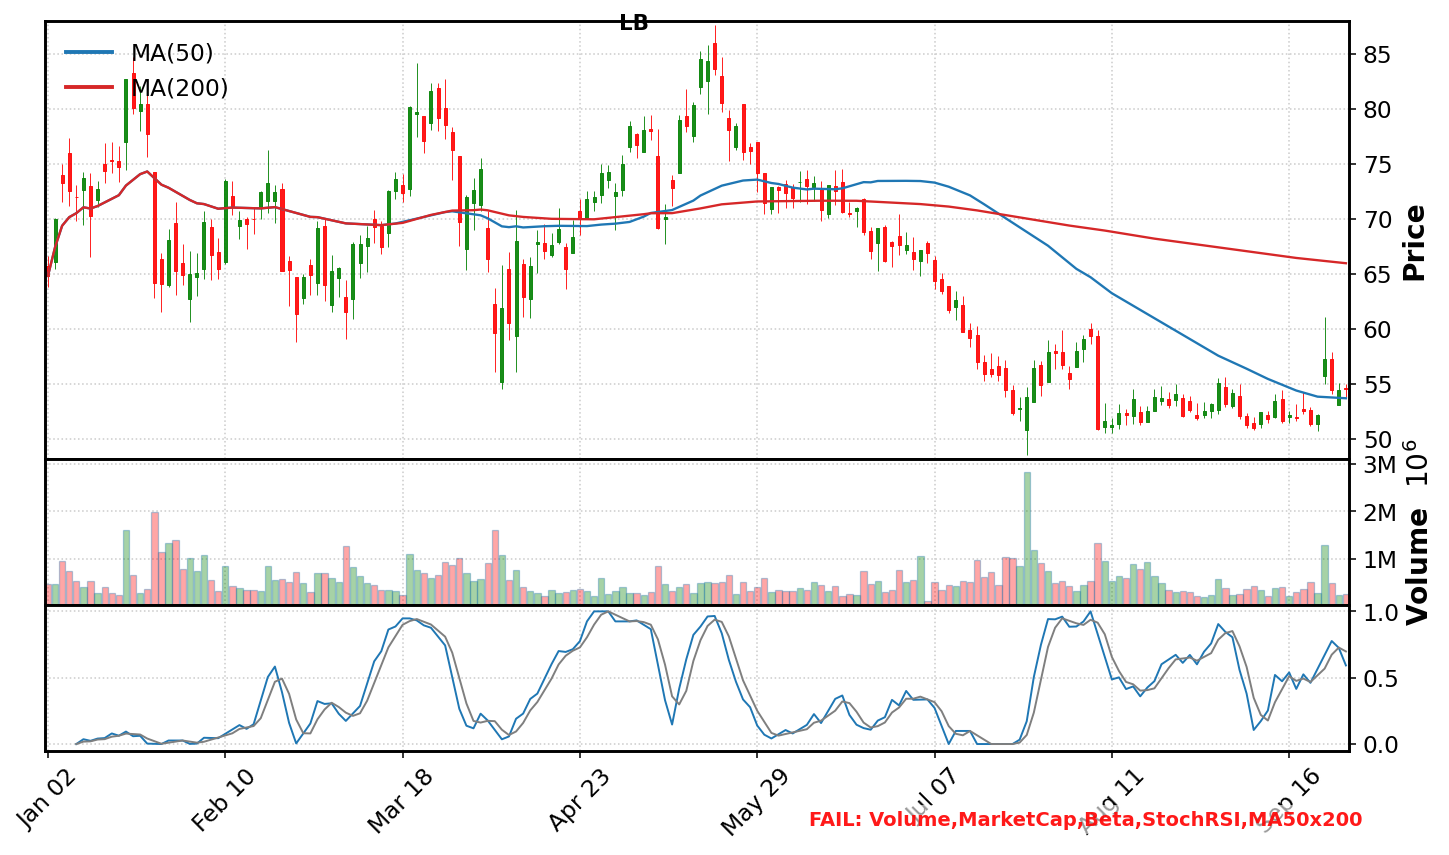 LB
MA(50)
MA(200)
85
80
75
70
65
60
55
50
Price
3M
2M
1M
Volume 10^6
1.0
0.5
0.0
Jan 02
Feb 10
Mar 18
Apr 23
May 29
Jul 07
Aug 11
Sep 16
FAIL: Volume,MarketCap,Beta,StochRSI,MA50x200